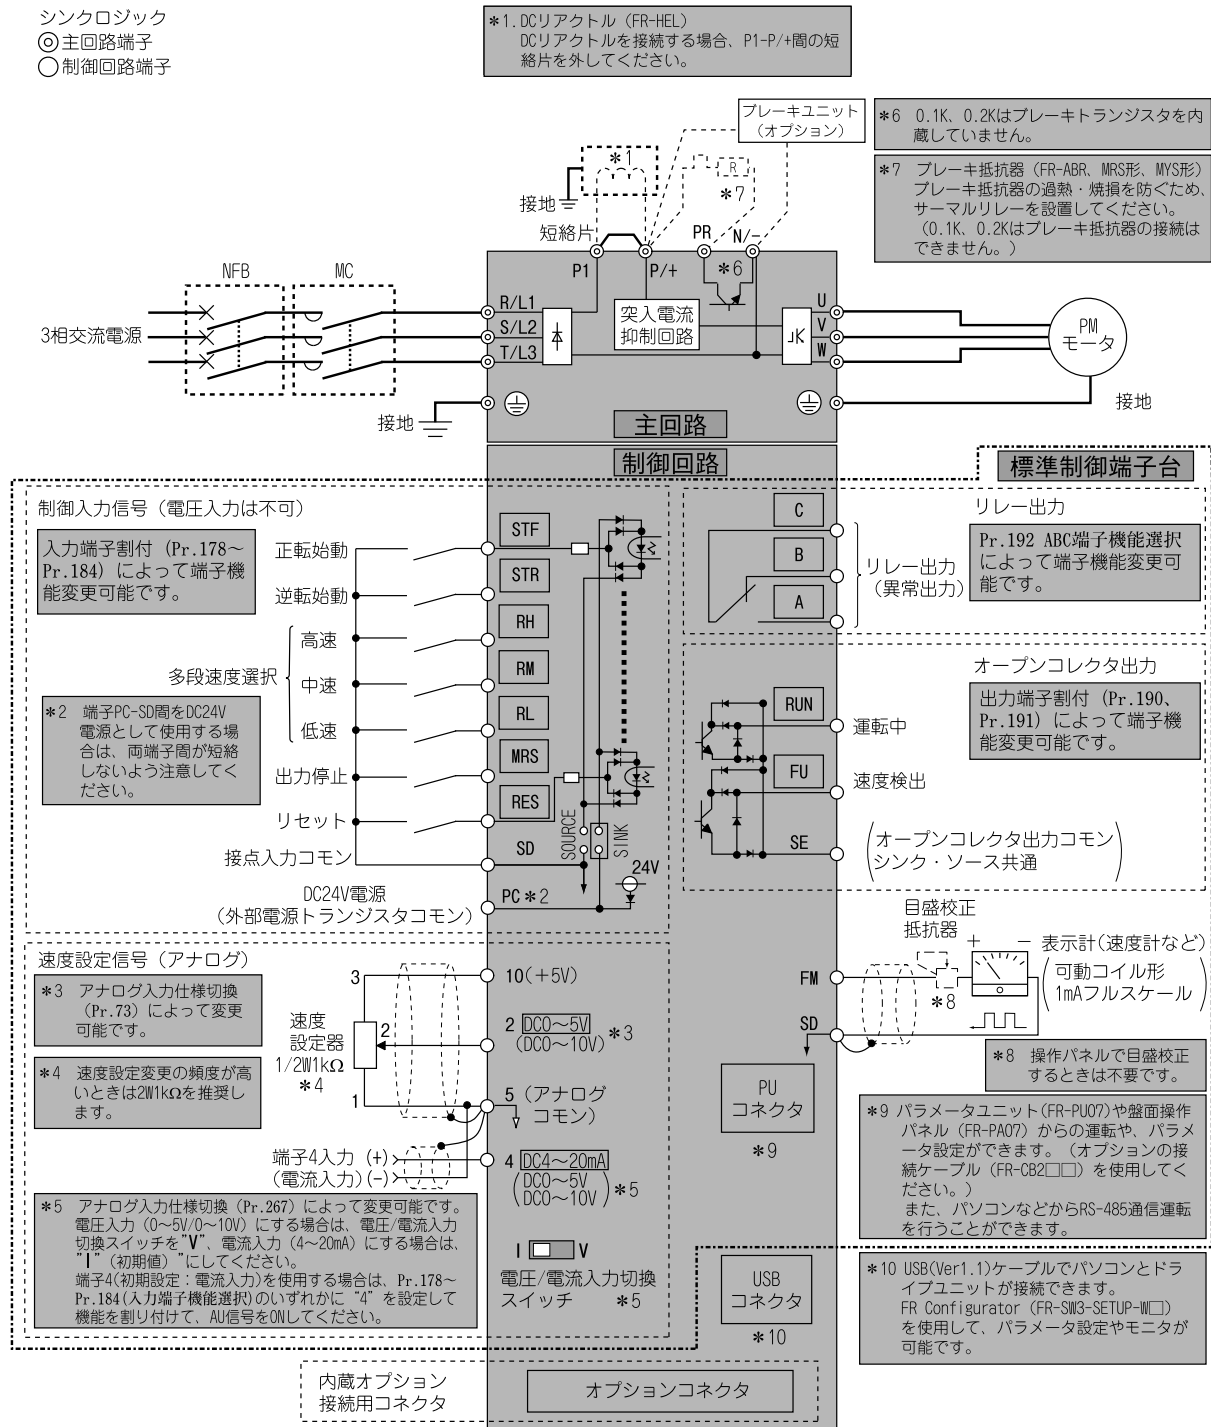 シンクロジック
◎主回路端子
○制御回路端子
*1. DCリアクトル（FR-HEL）
DCリアクトルを接続する場合、P1-P/+間の短
絡片を外してください。
ブレーキユニット
（オプション）
*6 0.1K、0.2Kはブレーキトランジスタを内
蔵していません。
*7 ブレーキ抵抗器（FR-ABR、MRS形、MYS形）
ブレーキ抵抗器の過熱・焼損を防ぐため、
サーマルリレーを設置してください。
（0.1K、0.2Kはブレーキ抵抗器の接続は
できません。）
*1
R
*7
接地
短絡片
PR
N/-
P1
P/+
*6
NFB
MC
R/L1
S/L2
T/L3
3相交流電源
突入電流
抑制回路
U
V
W
PM
モータ
接地
接地
主回路
制御回路
標準制御端子台
制御入力信号（電圧入力は不可）
入力端子割付（Pr.178～
Pr.184）によって端子機
能変更可能です。
正転始動
STF
逆転始動
STR
多段速度選択
高速
RH
中速
RM
低速
RL
*2 端子PC-SD間をDC24V
電源として使用する場
合は、両端子間が短絡
しないよう注意してく
ださい。
出力停止
MRS
リセット
RES
接点入力コモン
SD
SOURCE
SINK
24V
DC24V電源
（外部電源トランジスタコモン）
PC *2
リレー出力
C
B
A
リレー出力
（異常出力）
Pr.192 ABC端子機能選択
によって端子機能変更可
能です。
オープンコレクタ出力
出力端子割付（Pr.190、
Pr.191）によって端子機
能変更可能です。
RUN
運転中
FU
速度検出
SE
オープンコレクタ出力コモン
シンク・ソース共通
速度設定信号（アナログ）
*3 アナログ入力仕様切換
（Pr.73）によって変更
可能です。
*4 速度設定変更の頻度が高
いときは2W1kΩを推奨し
ます。
速度
設定器
1/2W1kΩ
*4
3
2
1
10(＋5V)
2 DC0～5V
(DC0～10V) *3
5（アナログ
コモン）
端子4入力 (+)
（電流入力）(-)
4 DC4～20mA
DC0～5V
DC0～10V *5
*5 アナログ入力仕様切換（Pr.267）によって変更可能です。
電圧入力（0～5V/0～10V）にする場合は、電圧/電流入力
切換スイッチを"V"、電流入力（4～20mA）にする場合は、
"I"（初期値）"にしてください。
端子4(初期設定：電流入力)を使用する場合は、Pr.178～
Pr.184(入力端子機能選択)のいずれかに“4”を設定して
機能を割り付けて、AU信号をONしてください。
I V
電圧/電流入力切換
スイッチ *5
目盛校正
抵抗器
+ −
表示計(速度計など)
可動コイル形
1mAフルスケール
FM
*8
SD
*8 操作パネルで目盛校正
するときは不要です。
PU
コネクタ
*9
*9 パラメータユニット(FR-PU07)や盤面操作
パネル（FR-PA07）からの運転や、パラメ
ータ設定ができます。（オプションの接
続ケーブル（FR-CB2□□）を使用してく
ださい。）
また、パソコンなどからRS-485通信運転
を行うことができます。
USB
コネクタ
*10
*10 USB(Ver1.1)ケーブルでパソコンとドラ
イブユニットが接続できます。
FR Configurator（FR-SW3-SETUP-W□）
を使用して、パラメータ設定やモニタが
可能です。
内蔵オプション
接続用コネクタ
オプションコネクタ